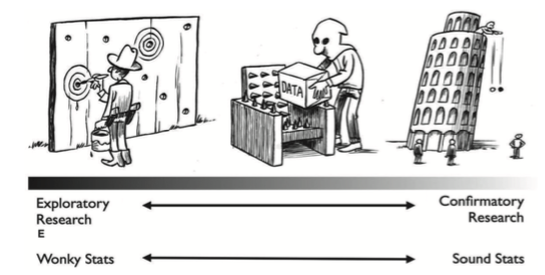 DATA
Exploratory
Research
E
Confirmatory
Research
Wonky Stats
Sound Stats